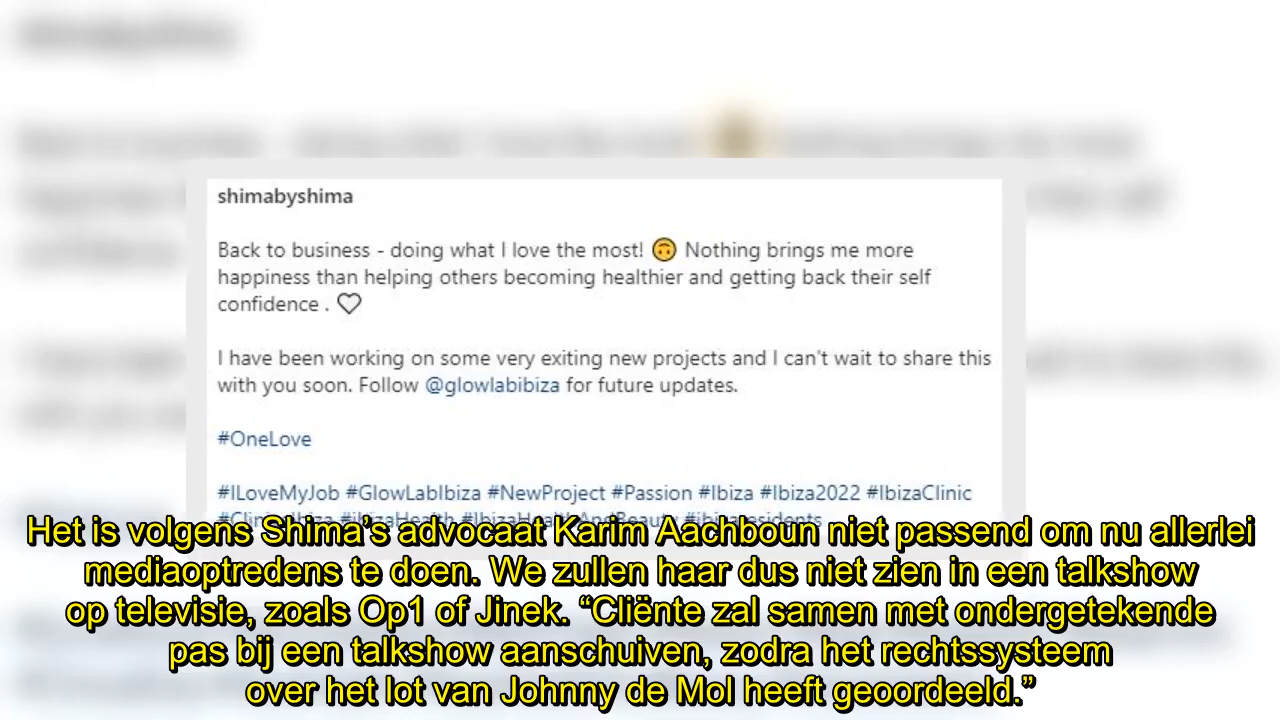 shimabyshima
Back to business - doing what I love the most! 🙃 Nothing brings me more
happiness than helping others becoming healthier and getting back their self
confidence . ♡
I have been working on some very exiting new projects and I can't wait to share this
with you soon. Follow @glowlabibiza for future updates.
#OneLove
#ILoveMyJob #GlowLabIbiza #NewProject #Passion #Ibiza #Ibiza2022 #IbizaClinic
#ClinicIbiza #ibizaHealth #IbizaHealthAndBeauty #ibizaresidents
Het is volgens Shima’s advocaat Karim Aachboun niet passend om nu allerlei
mediaoptredens te doen. We zullen haar dus niet zien in een talkshow
op televisie, zoals Op1 of Jinek. “Cliënte zal samen met ondergetekende
pas bij een talkshow aanschuiven, zodra het rechtssysteem
over het lot van Johnny de Mol heeft geoordeeld.”